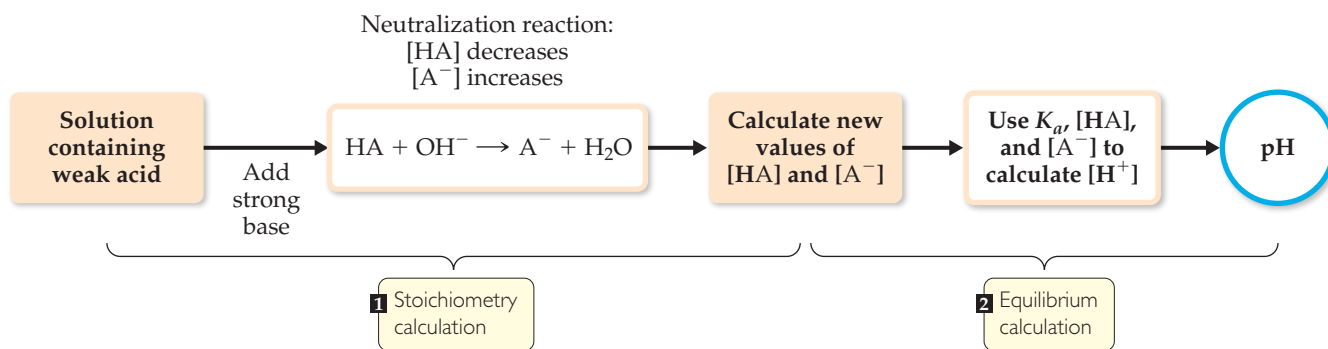 Neutralization reaction:
[HA] decreases
[A⁻] increases
Solution
containing
weak acid
Add
strong
base
HA + OH⁻ ⟶ A⁻ + H₂O
Calculate new
values of
[HA] and [A⁻]
Use Kₐ, [HA],
and [A⁻] to
calculate [H⁺]
pH
1 Stoichiometry
calculation
2 Equilibrium
calculation